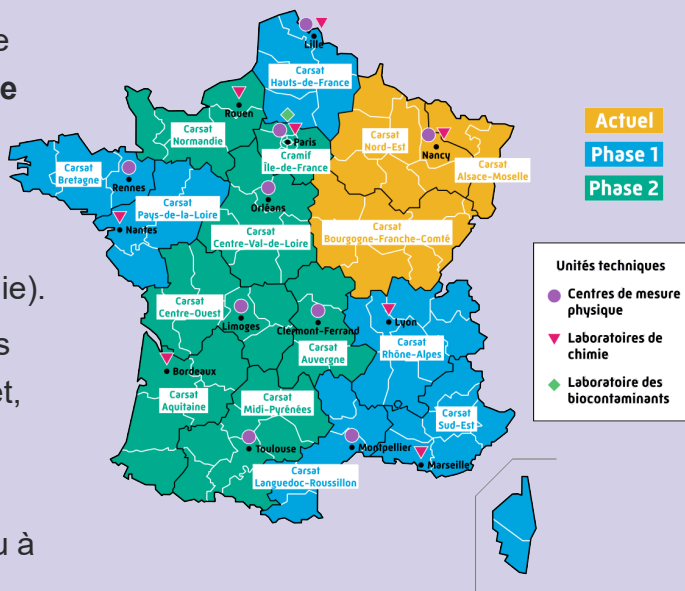 e
e
ie).
s
et,
u à
Lille
Carsat
Hauts-de-France
Rouen
Carsat
Normandie
Paris
Cramif
Île-de-France
Carsat
Nord-Est
Nancy
Carsat
Alsace-Moselle
Carsat
Bretagne
Rennes
Carsat
Pays-de-la-Loire
Nantes
Orléans
Carsat
Centre-Val-de-Loire
Carsat
Bourgogne-Franche-Comté
Carsat
Centre-Ouest
Limoges
Clermont-Ferrand
Carsat
Auvergne
Lyon
Carsat
Rhône-Alpes
Bordeaux
Carsat
Aquitaine
Carsat
Midi-Pyrénées
Toulouse
Montpellier
Carsat
Sud-Est
Marseille
Carsat
Languedoc-Roussillon
Actuel
Phase 1
Phase 2
Unités techniques
Centres de mesure
physique
Laboratoires de
chimie
Laboratoire des
biocontaminants